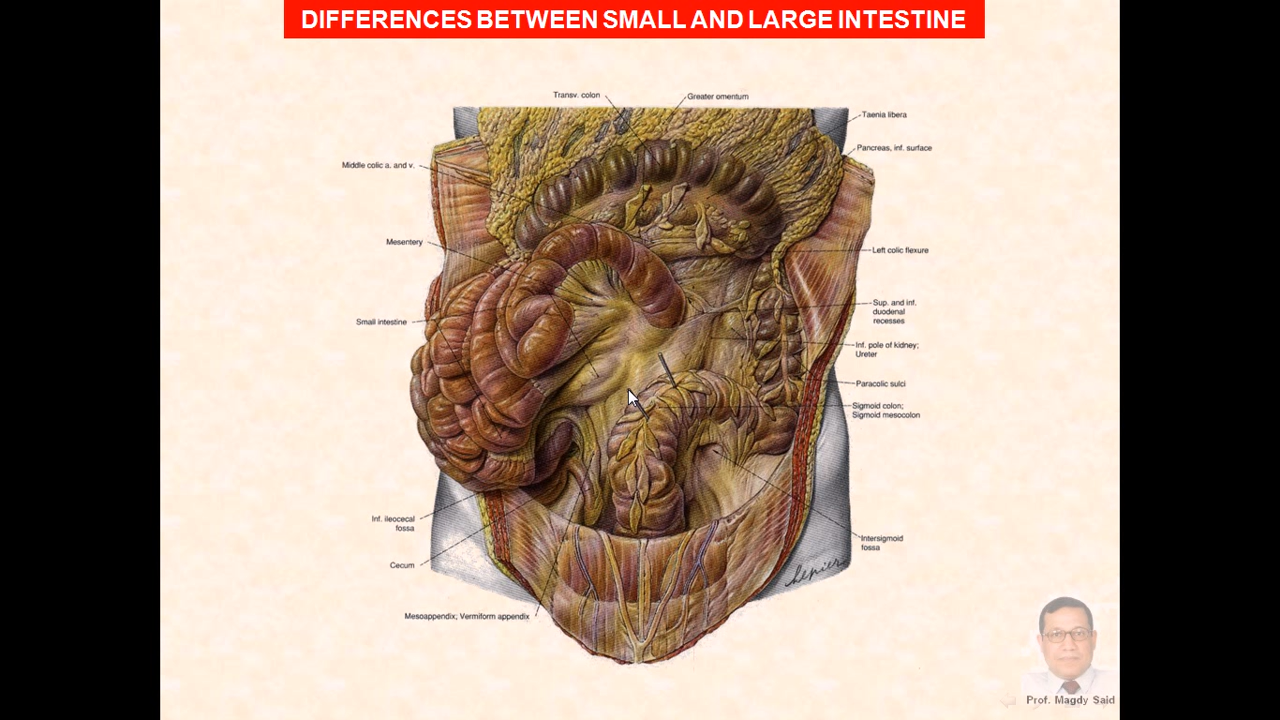 DIFFERENCES BETWEEN SMALL AND LARGE INTESTINE
Transv. colon
Greater omentum
Taenia libera
Pancreas, inf. surface
Middle colic a. and v.
Mesentery
Left colic flexure
Small intestine
Sup. and inf.
duodenal
recesses
Inf. pole of kidney;
Ureter
Paracolic sulci
Sigmoid colon;
Sigmoid mesocolon
Inf. ileocecal
fossa
Intersigmoid
fossa
Cecum
Mesoappendix; Vermiform appendix
lepier
Prof. Magdy Said